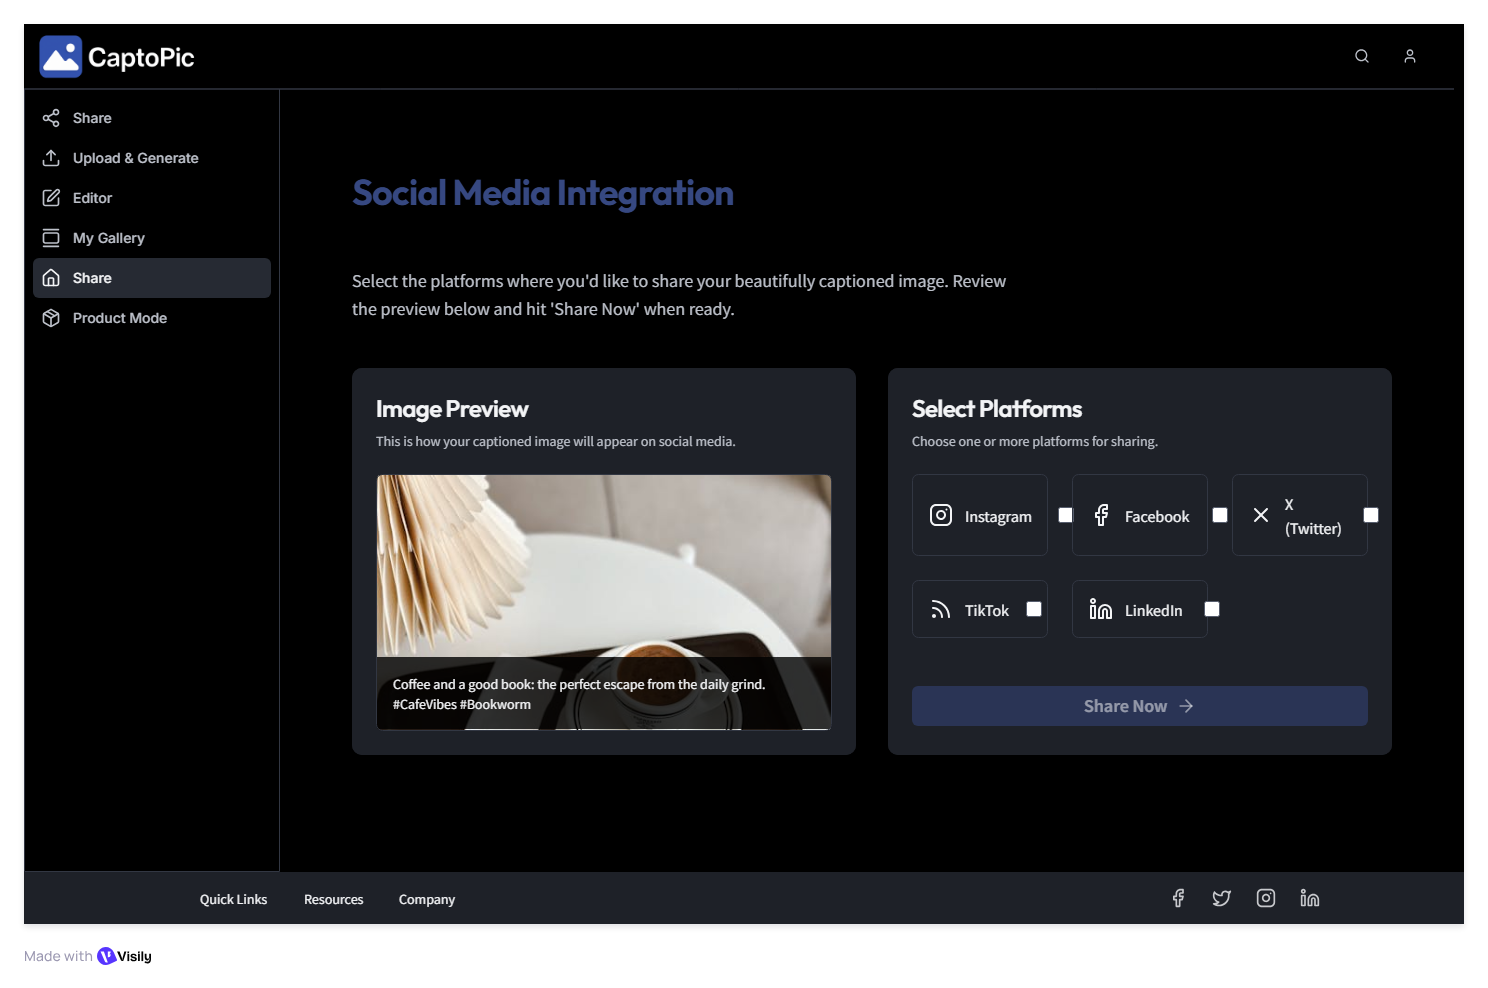 CaptoPic
Share
Upload & Generate
Editor
My Gallery
Share
Product Mode
Social Media Integration
Select the platforms where you'd like to share your beautifully captioned image. Review
the preview below and hit 'Share Now' when ready.
Image Preview
This is how your captioned image will appear on social media.
Coffee and a good book: the perfect escape from the daily grind.
#CafeVibes #Bookworm
Select Platforms
Choose one or more platforms for sharing.
Instagram
Facebook
X
(Twitter)
TikTok
LinkedIn
Share Now
Quick Links
Resources
Company
Made with Visily